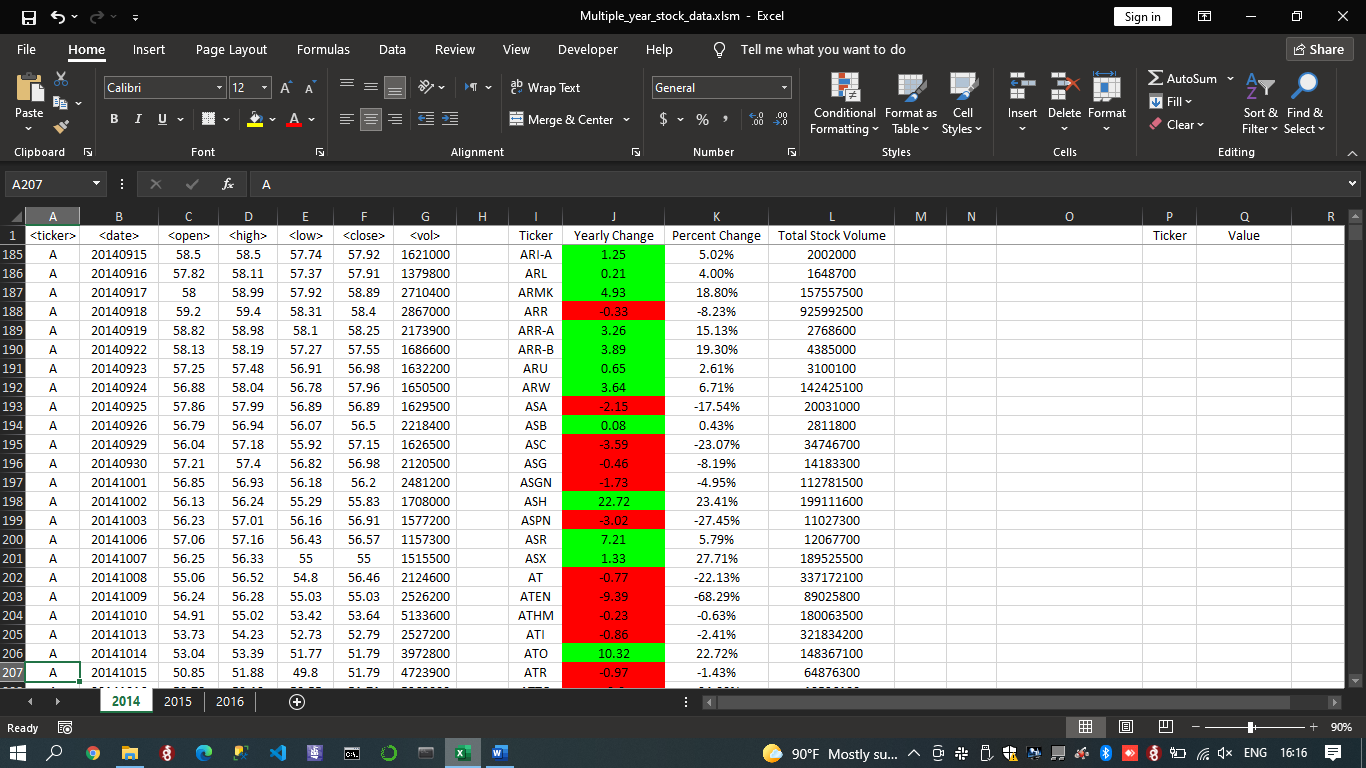 Multiple_year_stock_data.xlsm - Excel
Sign in
File Home Insert Page Layout Formulas Data Review View Developer Help Tell me what you want to do Share
Calibri 12 Wrap Text General AutoSum
Paste B I U A Merge & Center $ % Conditional Formatting Format as Table Cell Styles Insert Delete Format Fill Clear Sort & Filter Find & Select
Clipboard Font Alignment Number Styles Cells Editing
A207 fx A
A B C D E F G H I J K L M N O P Q R
1 <ticker> <date> <open> <high> <low> <close> <vol> Ticker Yearly Change Percent Change Total Stock Volume Ticker Value
185 A 20140915 58.5 58.5 57.74 57.92 1621000 ARI-A 1.25 5.02% 2002000
186 A 20140916 57.82 58.11 57.37 57.91 1379800 ARL 0.21 4.00% 1648700
187 A 20140917 58 58.99 57.92 58.89 2710400 ARMK 4.93 18.80% 157557500
188 A 20140918 59.2 59.4 58.31 58.4 2867000 ARR -0.33 -8.23% 925992500
189 A 20140919 58.82 58.98 58.1 58.25 2173900 ARR-A 3.26 15.13% 2768600
190 A 20140922 58.13 58.19 57.27 57.55 1686600 ARR-B 3.89 19.30% 4385000
191 A 20140923 57.25 57.48 56.91 56.98 1632200 ARU 0.65 2.61% 3100100
192 A 20140924 56.88 58.04 56.78 57.96 1650500 ARW 3.64 6.71% 142425100
193 A 20140925 57.86 57.99 56.89 56.89 1629500 ASA -2.15 -17.54% 20031000
194 A 20140926 56.79 56.94 56.07 56.5 2218400 ASB 0.08 0.43% 2811800
195 A 20140929 56.04 57.18 55.92 57.15 1626500 ASC -3.59 -23.07% 34746700
196 A 20140930 57.21 57.4 56.82 56.98 2120500 ASG -0.46 -8.19% 14183300
197 A 20141001 56.85 56.93 56.18 56.2 2481200 ASGN -1.73 -4.95% 112781500
198 A 20141002 56.13 56.24 55.29 55.83 1708000 ASH 22.72 23.41% 199111600
199 A 20141003 56.23 57.01 56.16 56.91 1577200 ASPN -3.02 -27.45% 11027300
200 A 20141006 57.06 57.16 56.43 56.57 1157300 ASR 7.21 5.79% 12067700
201 A 20141007 56.25 56.33 55 55 1515500 ASX 1.33 27.71% 189525500
202 A 20141008 55.06 56.52 54.8 56.46 2124600 AT -0.77 -22.13% 337172100
203 A 20141009 56.24 56.28 55.03 55.03 2526200 ATEN -9.39 -68.29% 89025800
204 A 20141010 54.91 55.02 53.42 53.64 5133600 ATHM -0.23 -0.63% 180063500
205 A 20141013 53.73 54.23 52.73 52.79 2527200 ATI -0.86 -2.41% 321834200
206 A 20141014 53.04 53.39 51.77 51.79 3972800 ATO 10.32 22.72% 148367100
207 A 20141015 50.85 51.88 49.8 51.79 4723900 ATR -0.97 -1.43% 64876300
2014 2015 2016
Ready 90%
90°F Mostly su... ENG 16:16